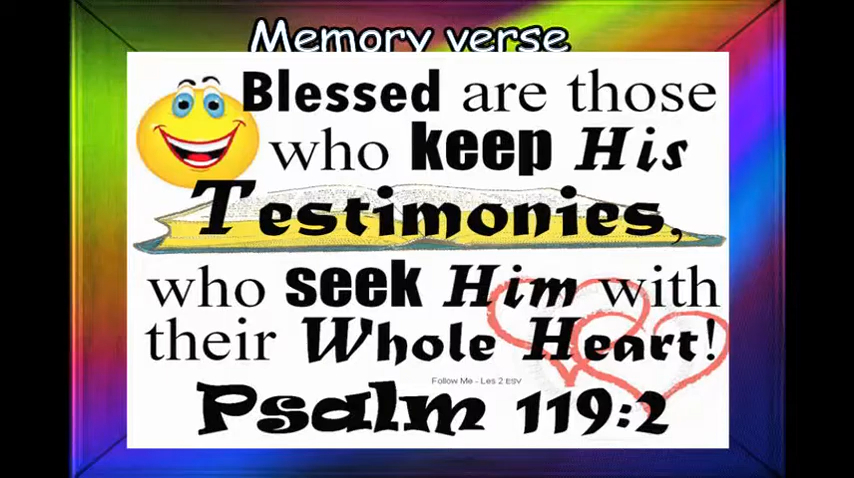 Memory verse
Blessed are those
who keep His
Testimonies,
who seek Him with
their Whole Heart!
Follow Me - Les 2 ESV
Psalm 119:2